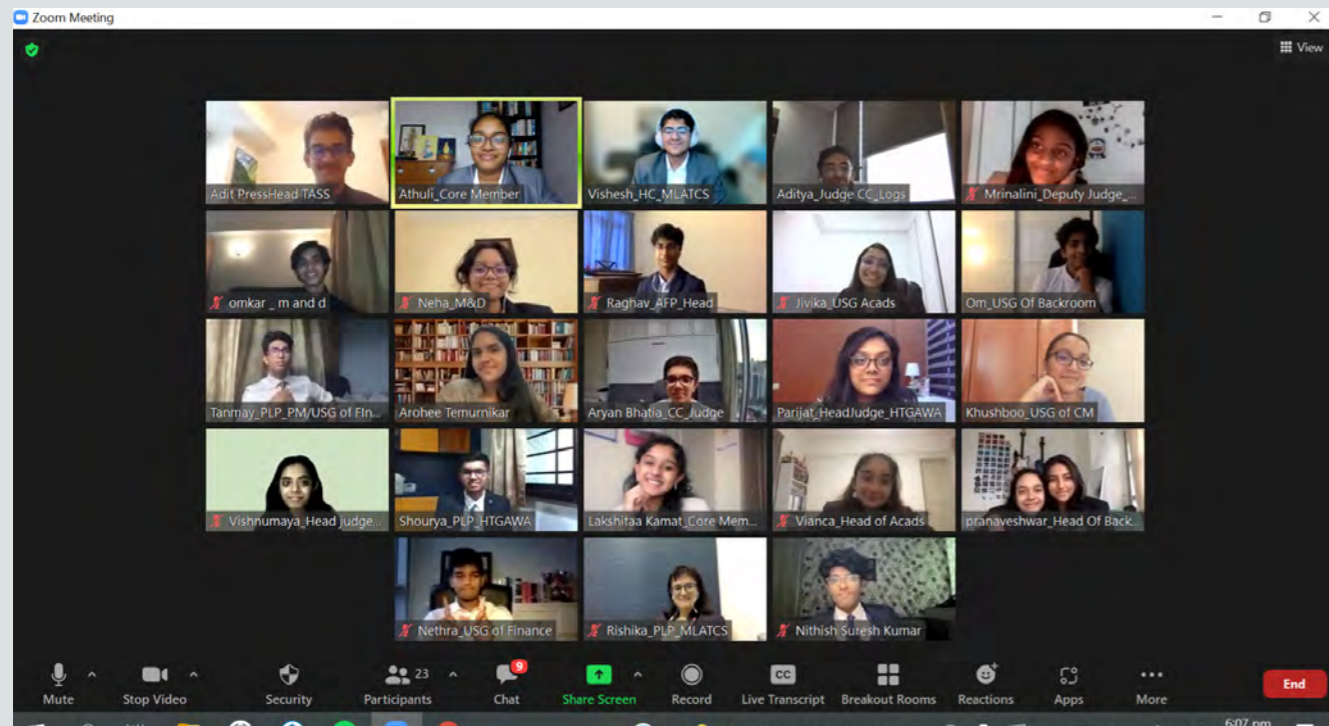 Zoom Meeting
View
Adit PressHead TASS
Athuli_Core Member
Vishesh_HC_MLATCS
Aditya_Judge CC_Logs
Mrinalini_Deputy Judge_...
omkar _ m and d
Neha_M&D
Raghav_AFP_Head
Jivika_USG Acads
Om_USG Of Backroom
Tanmay_PLP_PM/USG of FIn...
Arohee Temurnikar
Aryan Bhatia_CC_Judge
Parijat_HeadJudge_HTGAWA
Khushboo_USG of CM
Vishnumaya_Head judge...
Shourya_PLP_HTGAWA
Lakshitaa Kamat_Core Mem...
Vianca_Head of Acads
pranaveshwar_Head Of Back...
Nethra_USG of Finance
Rishika_PLP_MLATCS
Nithish Suresh Kumar
23
9
CC
Mute
Stop Video
Security
Participants
Chat
Share Screen
Record
Live Transcript
Breakout Rooms
Reactions
Apps
More
End
6:07 pm